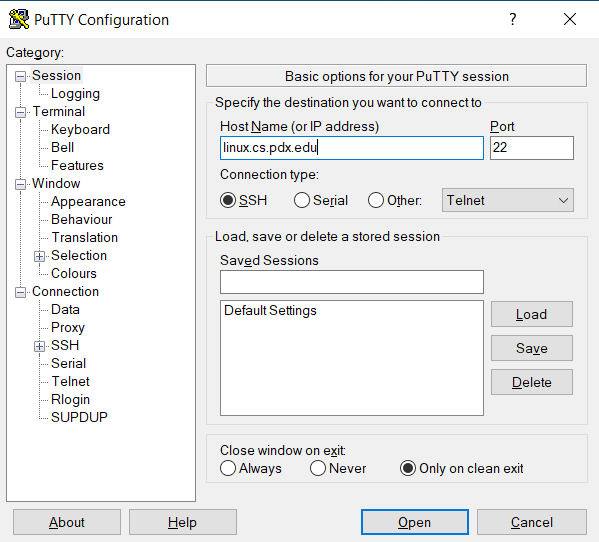 PuTTY Configuration
?
Category:
Session
Logging
Terminal
Keyboard
Bell
Features
Window
Appearance
Behaviour
Translation
Selection
Colours
Connection
Data
Proxy
SSH
Serial
Telnet
Rlogin
SUPDUP
Basic options for your PuTTY session
Specify the destination you want to connect to
Host Name (or IP address) Port
linux.cs.pdx.edu 22
Connection type:
SSH Serial Other: Telnet
Load, save or delete a stored session
Saved Sessions
Default Settings
Load
Save
Delete
Close window on exit:
Always Never Only on clean exit
About Help Open Cancel